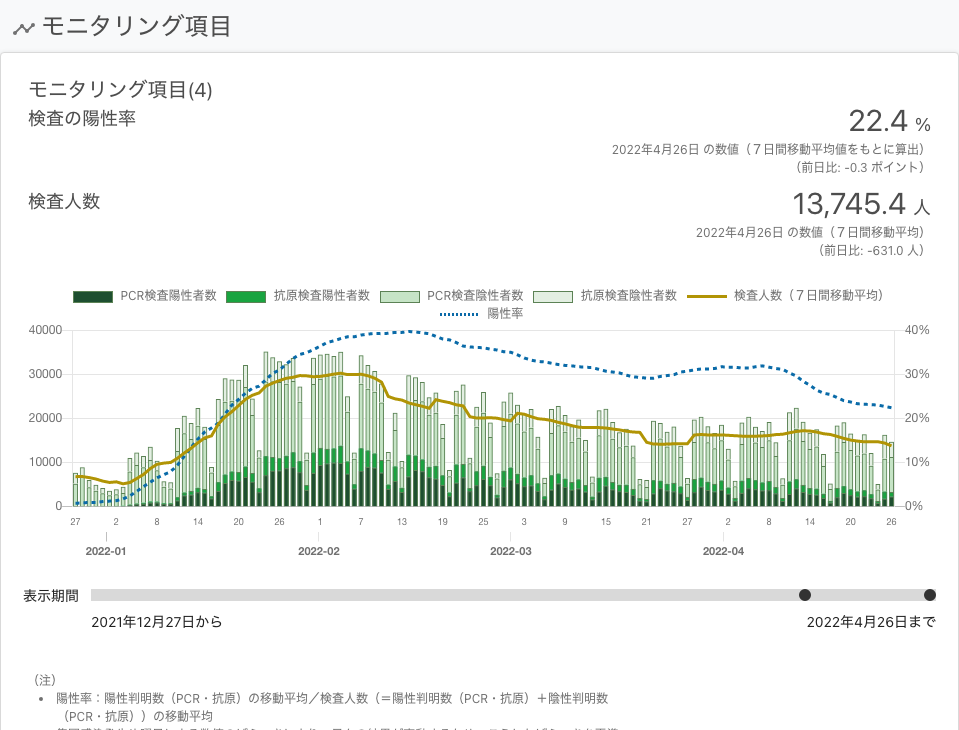 モニタリング項目
モニタリング項目(4)
検査の陽性率
22.4 %
2022年4月26日 の数値（７日間移動平均値をもとに算出）
（前日比: -0.3 ポイント）
検査人数
13,745.4 人
2022年4月26日 の数値（７日間移動平均）
（前日比: -631.0 人）
PCR検査陽性者数 抗原検査陽性者数 PCR検査陰性者数 抗原検査陰性者数 検査人数（７日間移動平均）
陽性率
40000 40%
30000 30%
20000 20%
10000 10%
0 0%
27 2 8 14 20 26 1 7 13 19 25 3 9 15 21 27 2 8 14 20 26
2022-01 2022-02 2022-03 2022-04
表示期間
2021年12月27日から 2022年4月26日まで
（注）
• 陽性率：陽性判明数（PCR・抗原）の移動平均／検査人数（＝陽性判明数（PCR・抗原）＋陰性判明数
（PCR・抗原））の移動平均